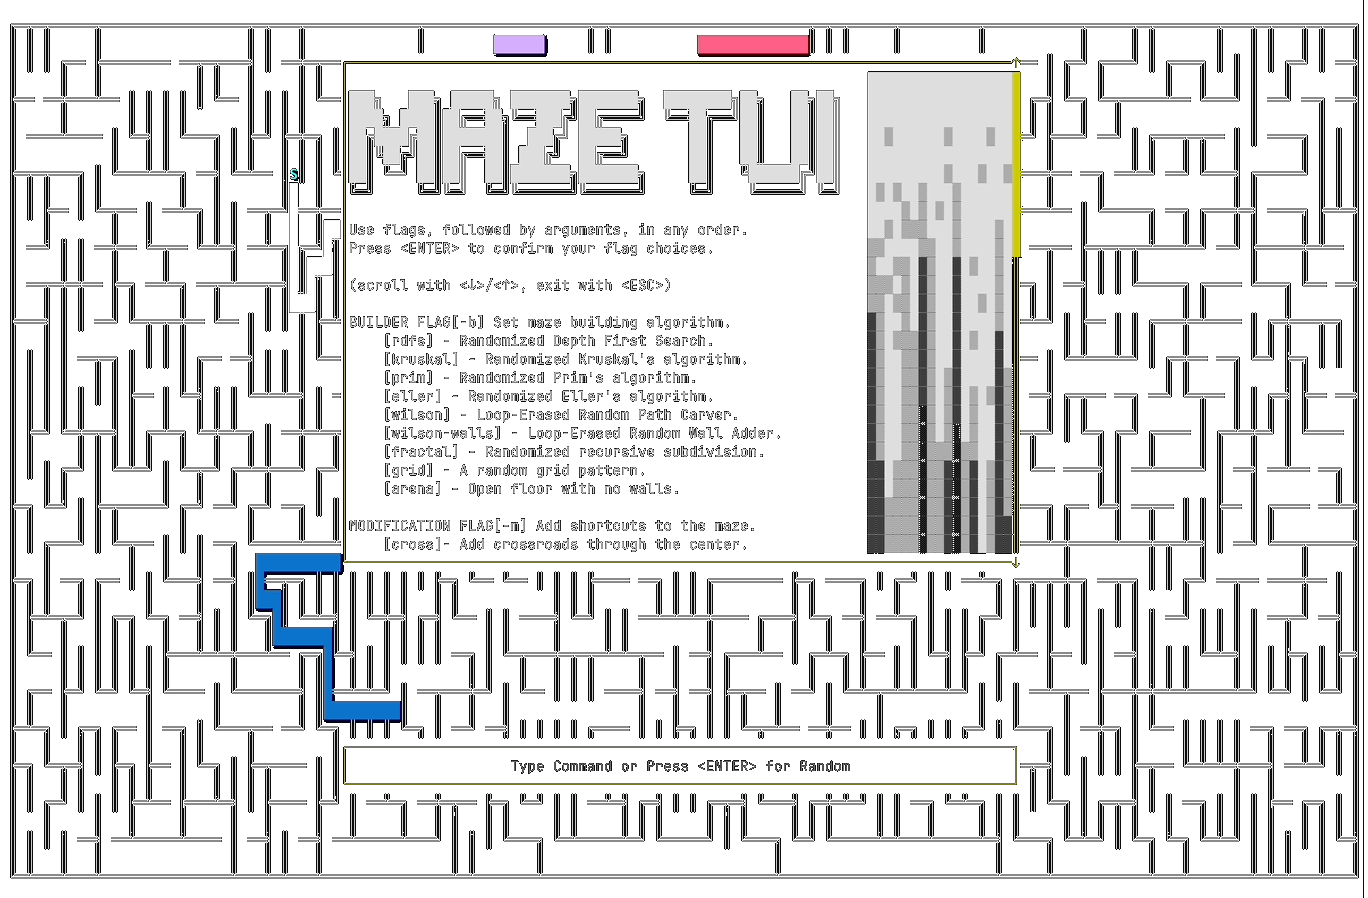 MAZE TUI
S
Use flags, followed by arguments, in any order.
Press <ENTER> to confirm your flag choices.
(scroll with <↓>/<↑>, exit with <ESC>)
BUILDER FLAG[-b] Set maze building algorithm.
[rdfs] - Randomized Depth First Search.
[kruskal] - Randomized Kruskal's algorithm.
[prim] - Randomized Prim's algorithm.
[eller] - Randomized Eller's algorithm.
[wilson] - Loop-Erased Random Path Carver.
[wilson-walls] - Loop-Erased Random Wall Adder.
[fractal] - Randomized recursive subdivision.
[grid] - A random grid pattern.
[arena] - Open floor with no walls.
MODIFICATION FLAG[-m] Add shortcuts to the maze.
[cross]- Add crossroads through the center.
Type Command or Press <ENTER> for Random